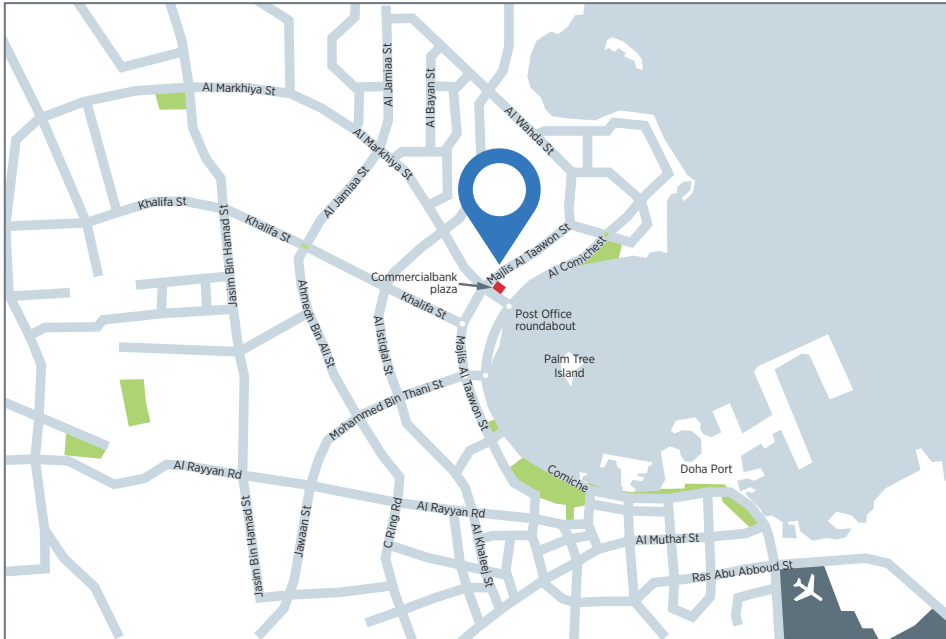 Al Markhiya St
Al Jamiaa St
Al Bayan St
Al Wahda St
Al Markhiya St
Al Jamiaa St
Khalifa St
Khalifa St
Jasim Bin Hamad St
Majlis Al Taawon St
Al Comichest
Commercialbank
plaza
Khalifa St
Post Office
roundabout
Ahmedn Bin Ali St
Al Istiqlal St
Majlis Al Taawon St
Palm Tree
Island
Mohammed Bin Thani St
Al Rayyan Rd
Comiche
Doha Port
Jasim Bin Hamad St
Jawaan St
C Ring Rd
Al Rayyan Rd
Al Khaleej St
Al Muthaf St
Ras Abu Abboud St